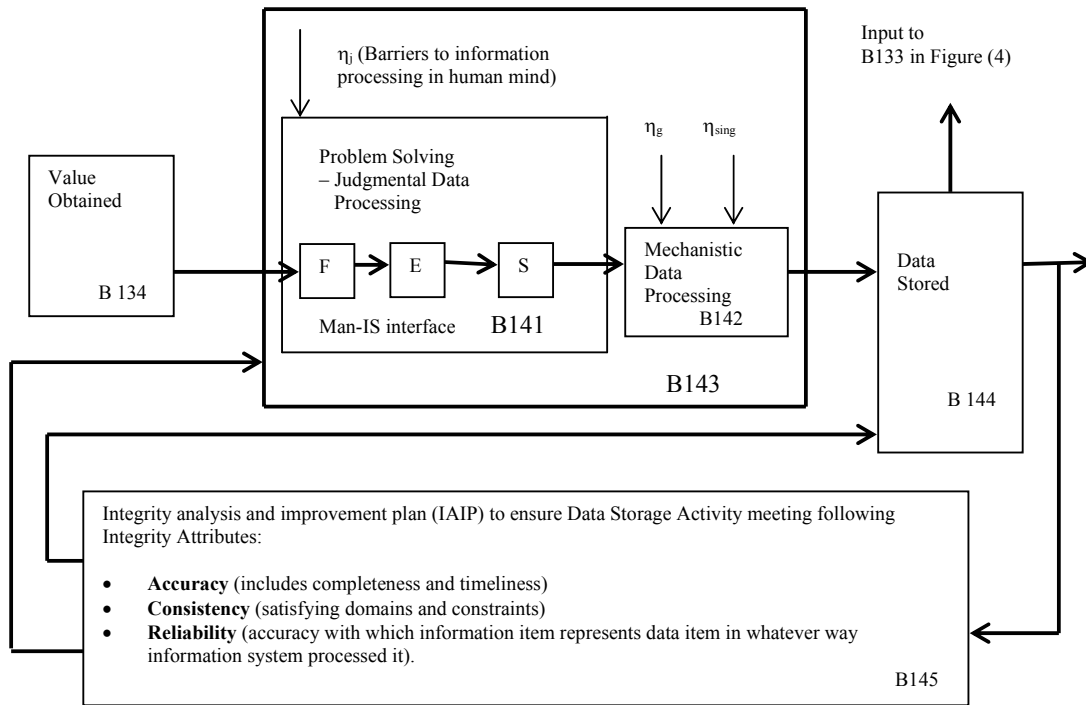 ηj (Barriers to information
processing in human mind)
Input to
B133 in Figure (4)
Value
Obtained
B 134
Problem Solving
– Judgmental Data
Processing
F
E
S
Man-IS interface
B141
ηg
ηsing
Mechanistic
Data
Processing
B142
B143
Data
Stored
B 144
Integrity analysis and improvement plan (IAIP) to ensure Data Storage Activity meeting following
Integrity Attributes:
• Accuracy (includes completeness and timeliness)
• Consistency (satisfying domains and constraints)
• Reliability (accuracy with which information item represents data item in whatever way
information system processed it).
B145